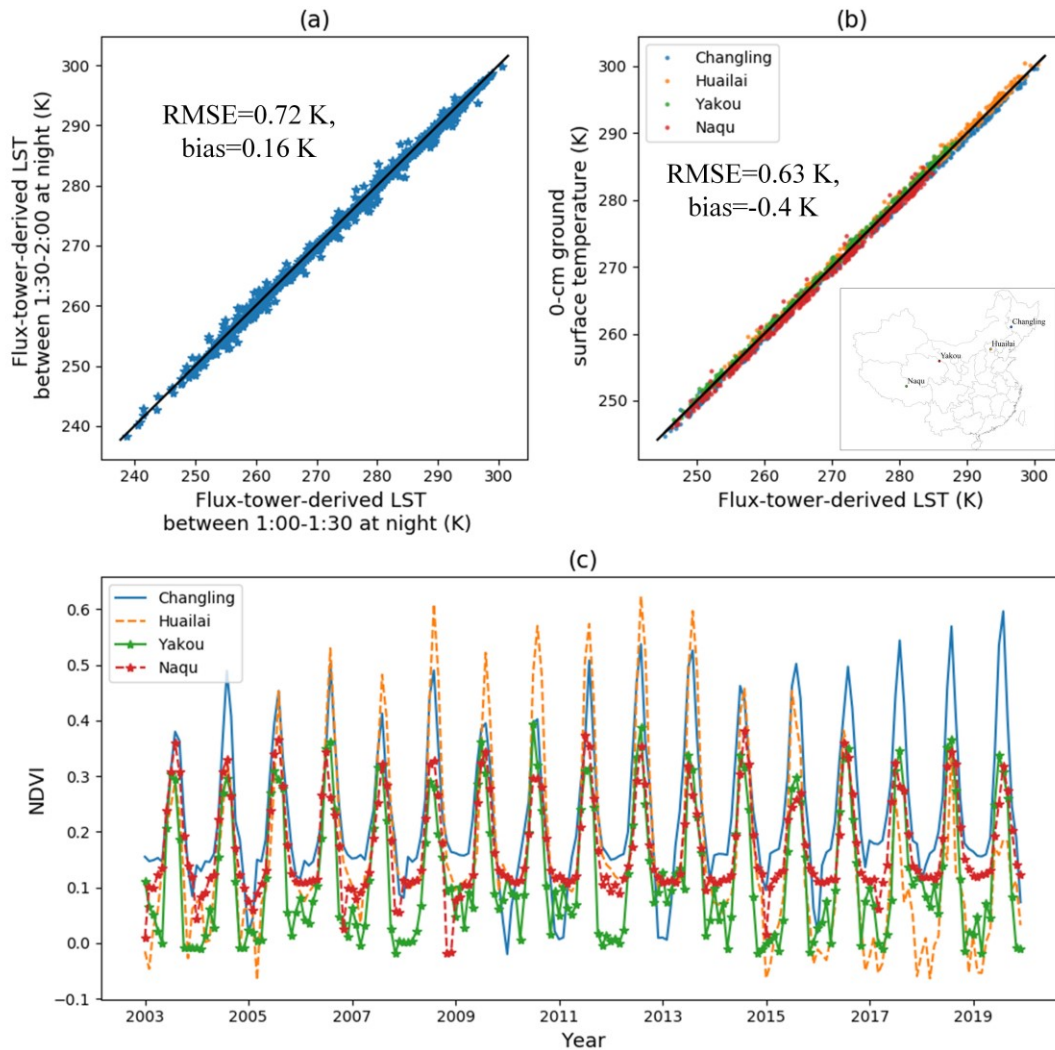 (a)
300
290
280
270
260
250
240
Flux-tower-derived LST
between 1:30-2:00 at night (K)
RMSE=0.72 K,
bias=0.16 K
240 250 260 270 280 290 300
Flux-tower-derived LST
between 1:00-1:30 at night (K)
(b)
300
290
280
270
260
250
0-cm ground
surface temperature (K)
Changling
Huailai
Yakou
Naqu
RMSE=0.63 K,
bias=-0.4 K
Changling
Huailai
Yakou
Naqu
250 260 270 280 290 300
Flux-tower-derived LST (K)
(c)
0.6
0.5
0.4
0.3
0.2
0.1
0.0
−0.1
NDVI
Changling
Huailai
Yakou
Naqu
2003 2005 2007 2009 2011 2013 2015 2017 2019
Year